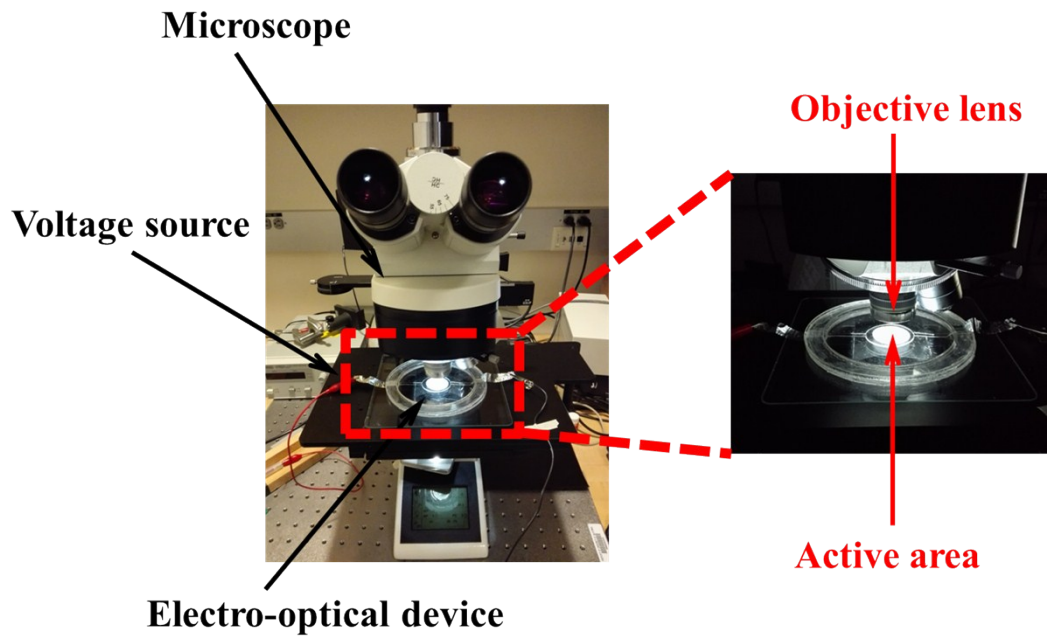 Microscope
Objective lens
Voltage source
Active area
Electro-optical device